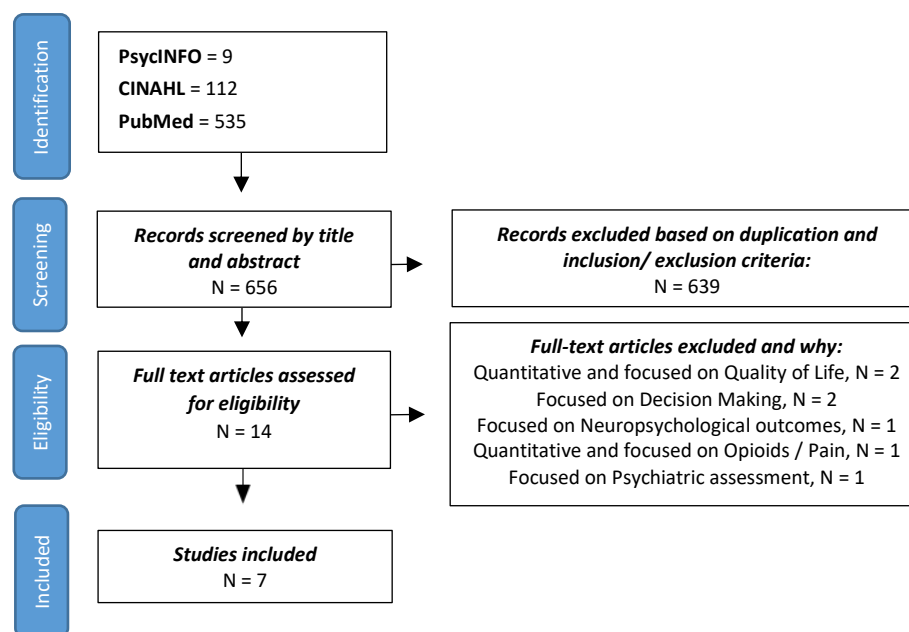 Identification
PsycINFO = 9
CINAHL = 112
PubMed = 535
Screening
Records screened by title
and abstract
N = 656
Records excluded based on duplication and
inclusion/ exclusion criteria:
N = 639
Eligibility
Full text articles assessed
for eligibility
N = 14
Full-text articles excluded and why:
Quantitative and focused on Quality of Life, N = 2
Focused on Decision Making, N = 2
Focused on Neuropsychological outcomes, N = 1
Quantitative and focused on Opioids / Pain, N = 1
Focused on Psychiatric assessment, N = 1
Included
Studies included
N = 7